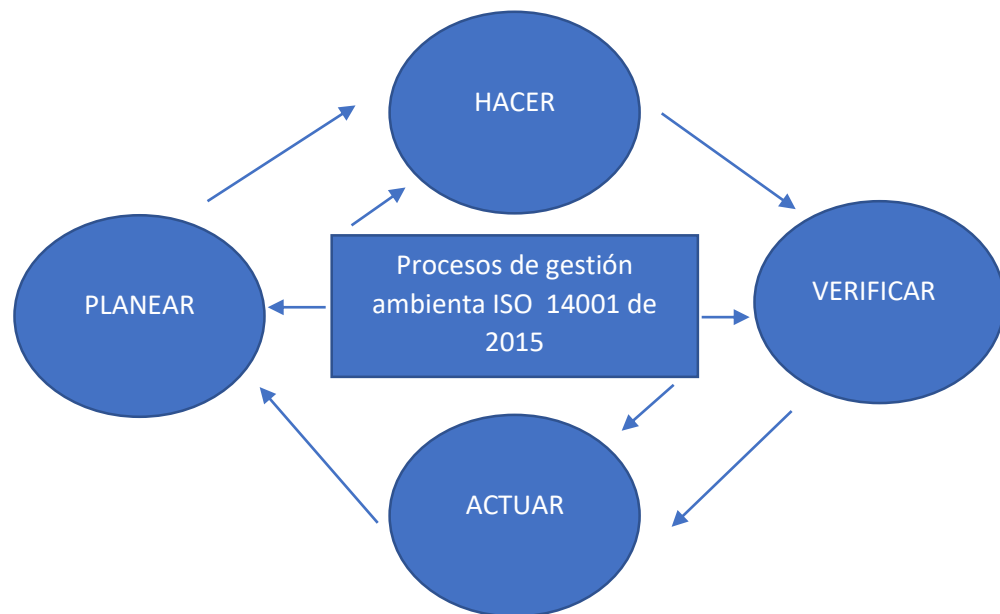 HACER
PLANEAR
Procesos de gestión
ambienta ISO  14001 de
2015
VERIFICAR
ACTUAR